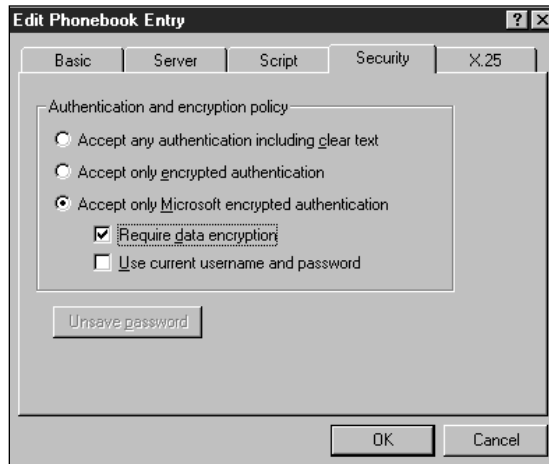 Edit Phonebook Entry
? X
Basic Server Script Security X.25
Authentication and encryption policy
Accept any authentication including clear text
Accept only encrypted authentication
Accept only Microsoft encrypted authentication
Require data encryption
Use current username and password
Unsave password
OK Cancel